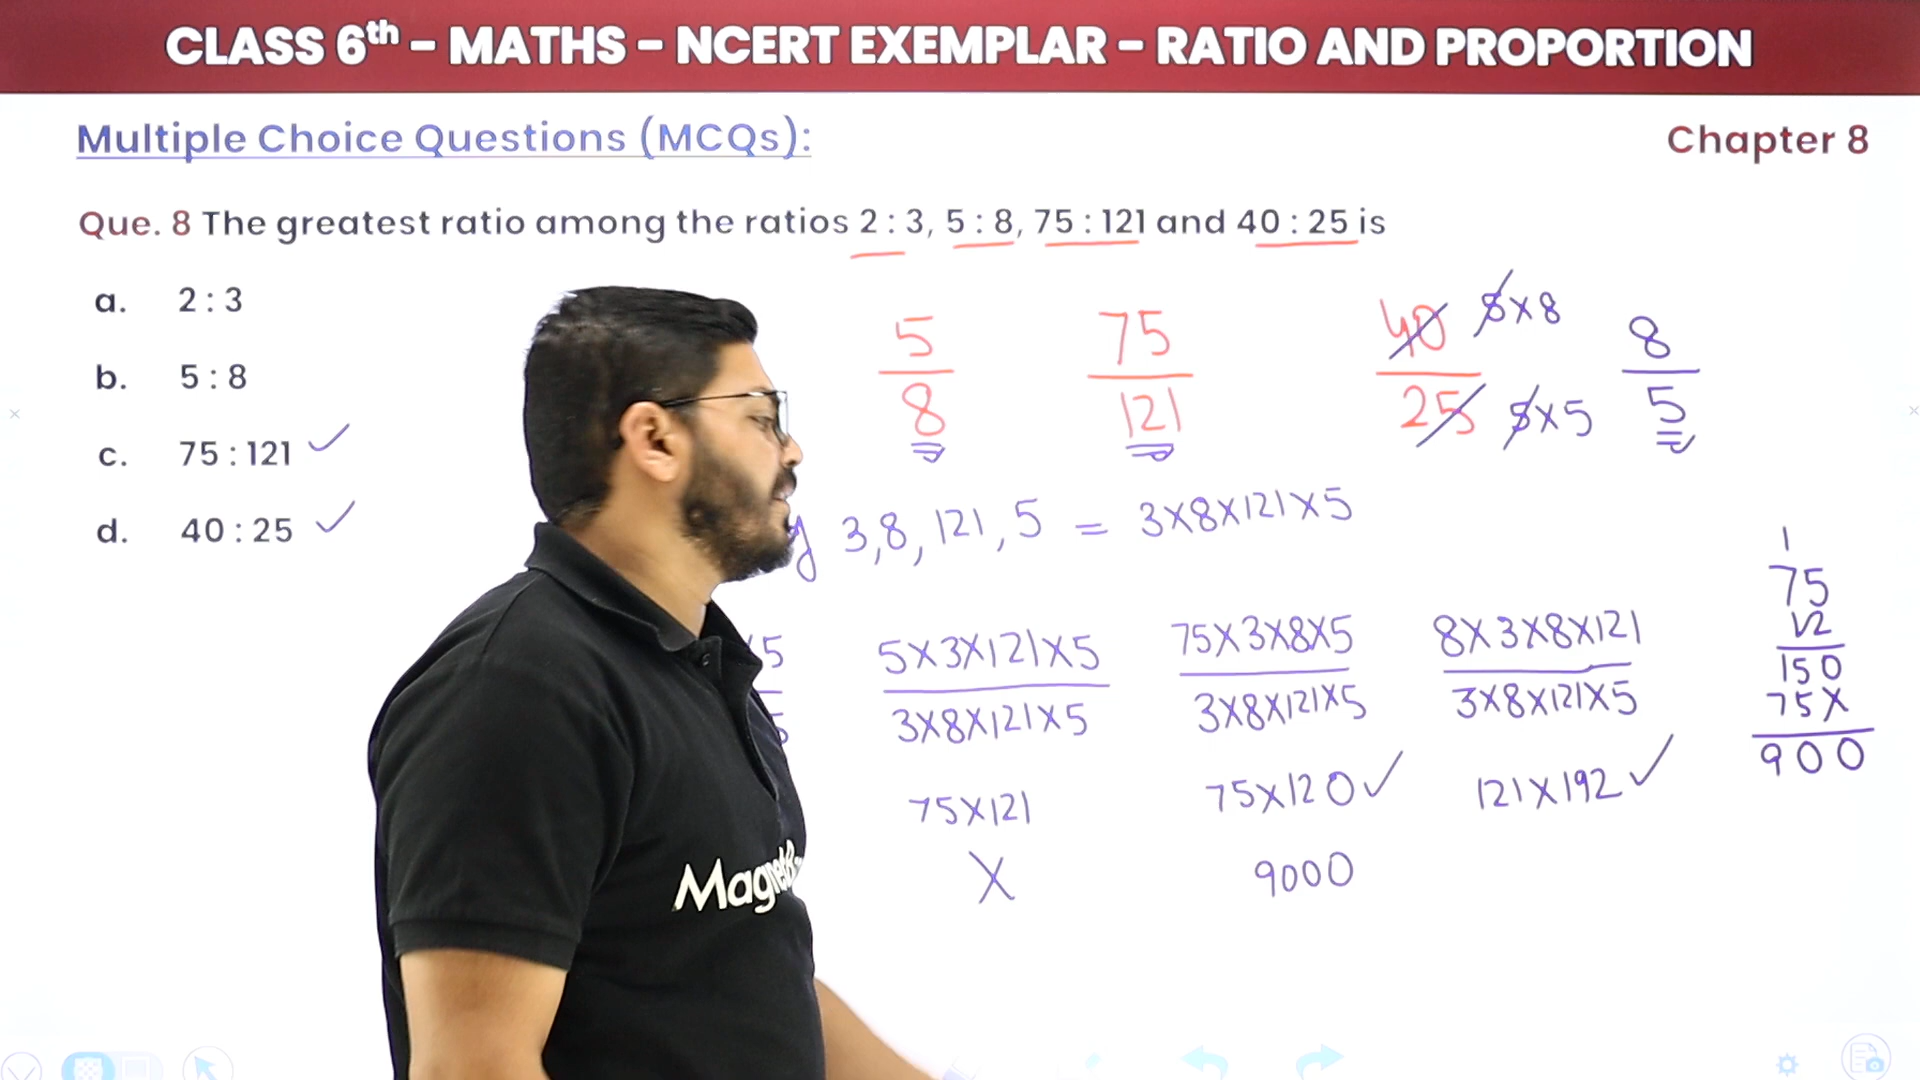 CLASS 6th – MATHS – NCERT EXEMPLAR – RATIO AND PROPORTION
Multiple Choice Questions (MCQs):
Chapter 8
Que. 8 The greatest ratio among the ratios 2 : 3, 5 : 8, 75 : 121 and 40 : 25 is
a. 2 : 3
b. 5 : 8
c. 75 : 121 ✓
d. 40 : 25 ✓
5 75 40 5×8 8
8 121 25 5×5 5
3,8,121,5 = 3×8×121×5
×5 5×3×121×5 75×3×8×5 8×3×8×121
5 3×8×121×5 3×8×121×5 3×8×121×5
75×121 75×120 ✓ 121×192 ✓
X 9000
1
75
12
150
75×
900
Magnet